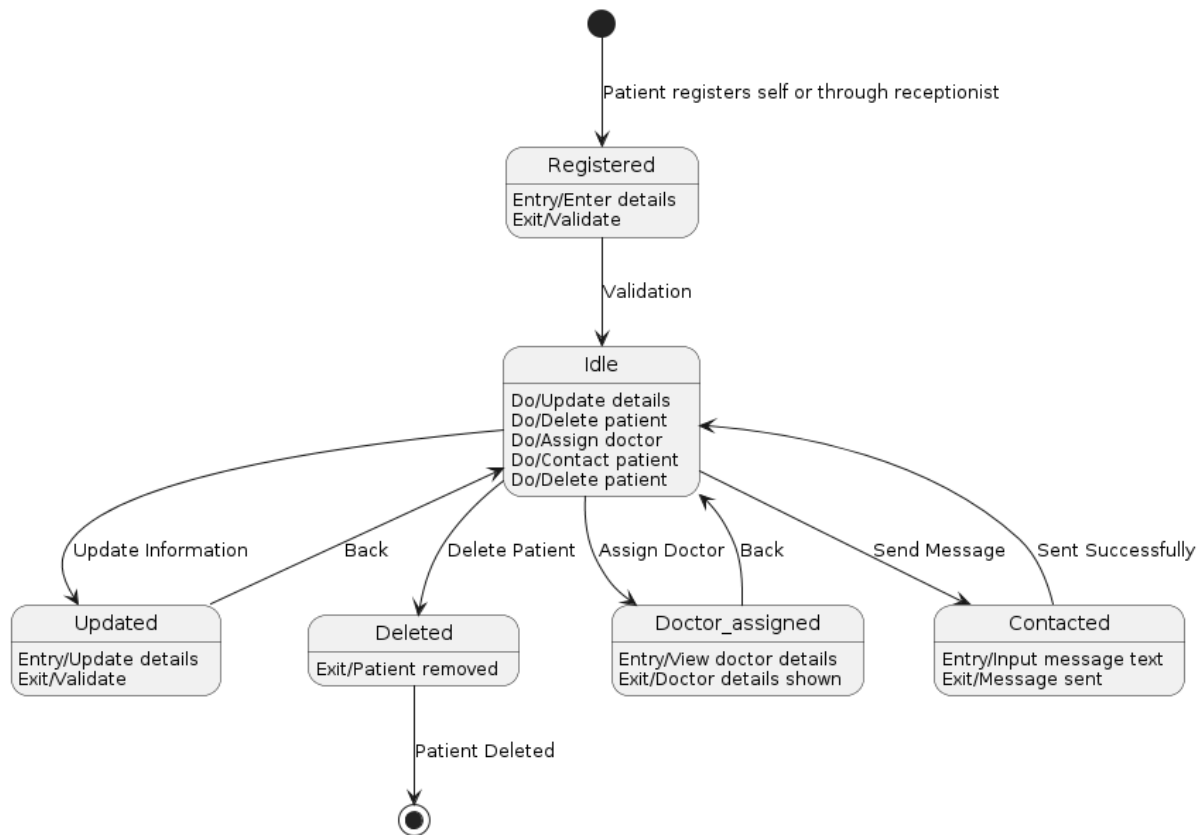 Patient registers self or through receptionist
Registered
Entry/Enter details
Exit/Validate
Validation
Idle
Do/Update details
Do/Delete patient
Do/Assign doctor
Do/Contact patient
Do/Delete patient
Update Information
Back
Delete Patient
Assign Doctor
Back
Send Message
Sent Successfully
Updated
Entry/Update details
Exit/Validate
Deleted
Exit/Patient removed
Doctor_assigned
Entry/View doctor details
Exit/Doctor details shown
Contacted
Entry/Input message text
Exit/Message sent
Patient Deleted